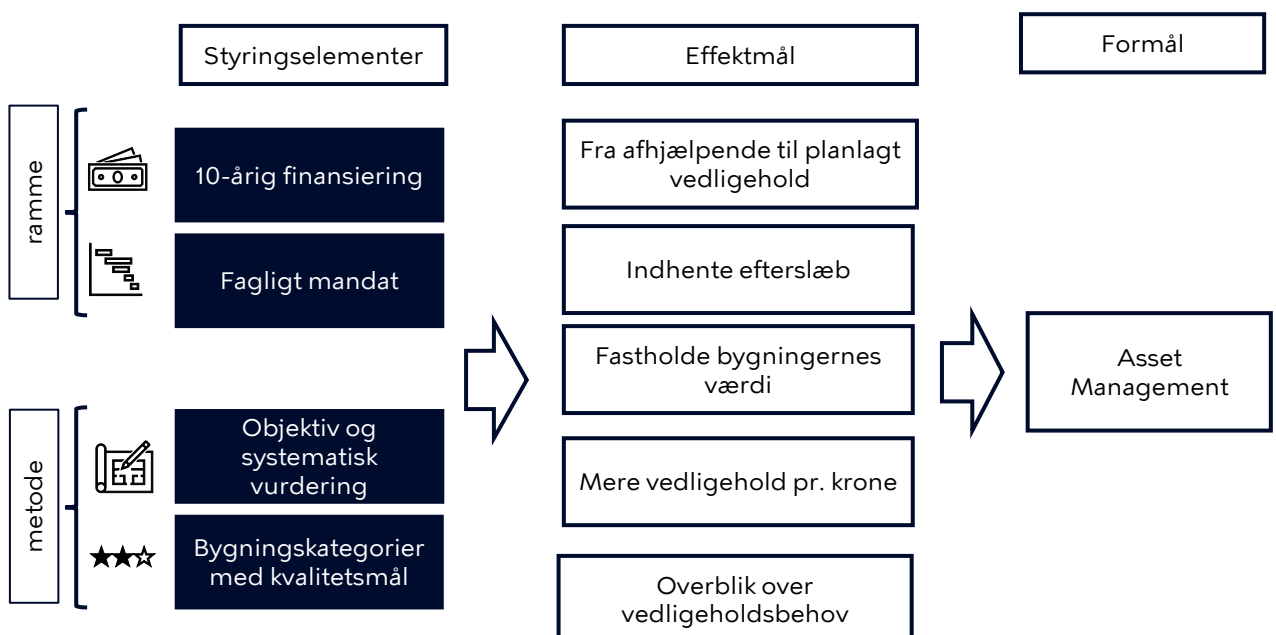 Styringselementer
Effektmål
Formål
ramme
10-årig finansiering
Fagligt mandat
metode
Objektiv og
systematisk
vurdering
Bygningskategorier
med kvalitetsmål
Fra afhjælpende til planlagt
vedligehold
Indhente efterslæb
Fastholde bygningernes
værdi
Mere vedligehold pr. krone
Overblik over
vedligeholdsbehov
Asset
Management